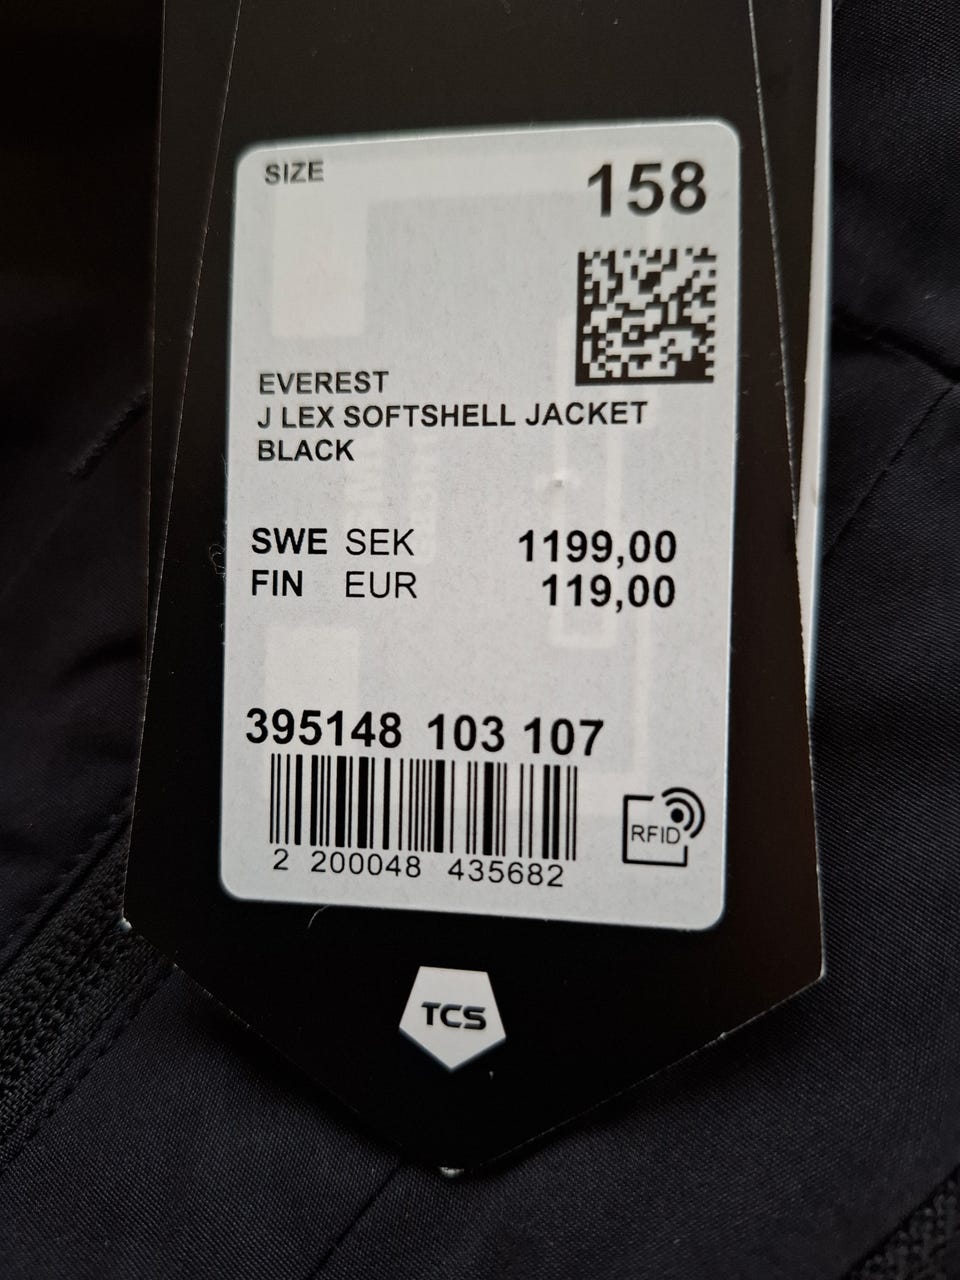 SIZE 158
EVEREST
J LEX SOFTSHELL JACKET
BLACK
SWE SEK 1199,00
FIN EUR 119,00
395148 103 107
2 200048 435682
RFID
TCS